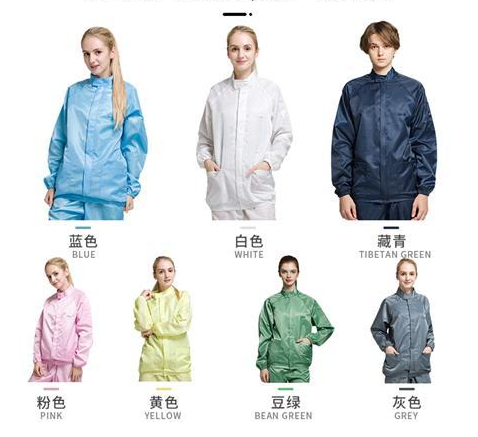 蓝色
BLUE
白色
WHITE
藏青
TIBETAN GREEN
粉色
PINK
黄色
YELLOW
豆绿
BEAN GREEN
灰色
GREY